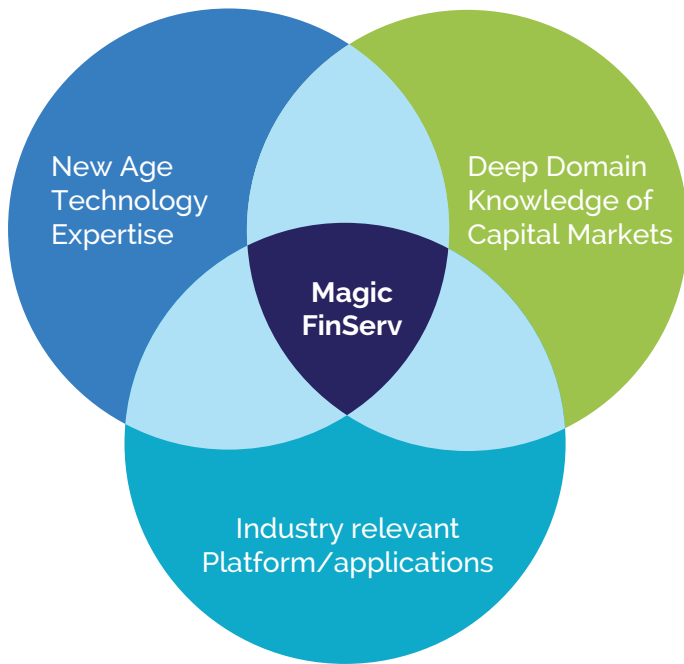 New Age
Technology
Expertise
Deep Domain
Knowledge of
Capital Markets
Magic
FinServ
Industry relevant
Platform/applications